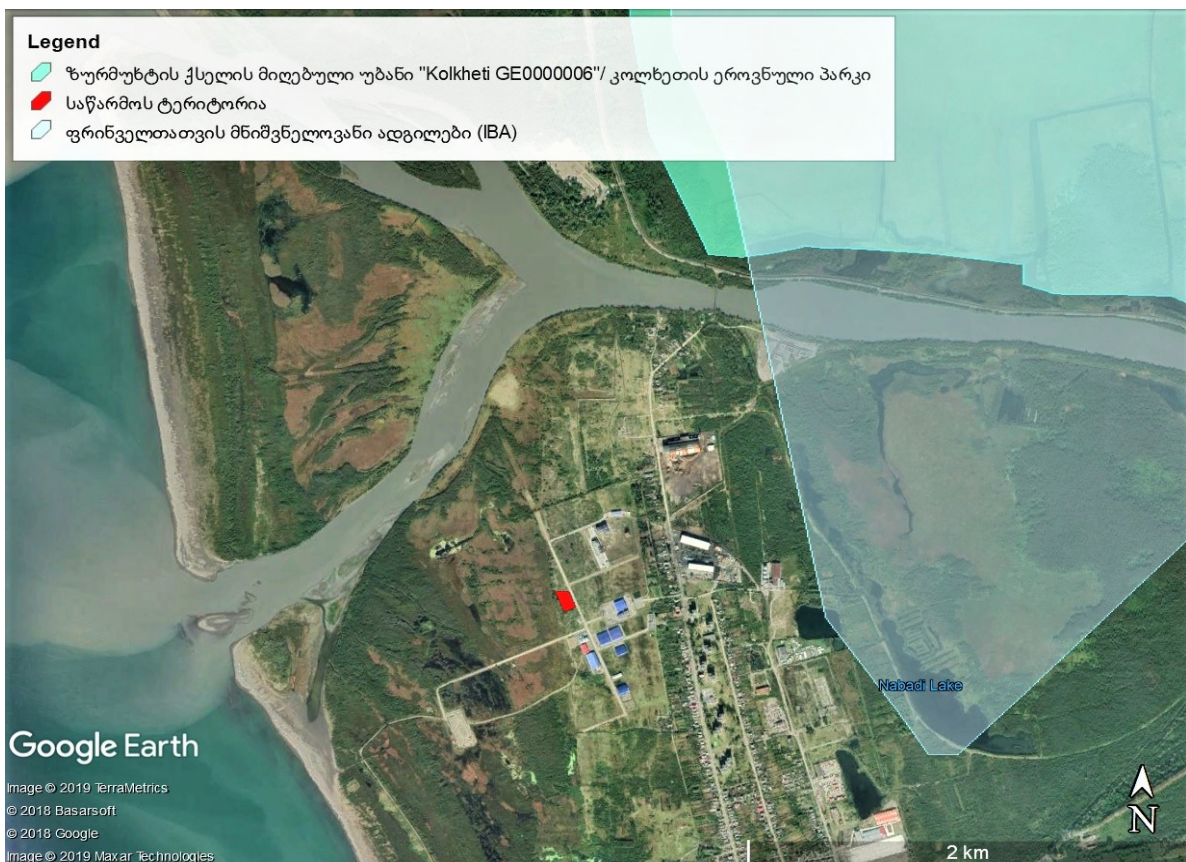 Legend
ზურმუხტის ქსელის მიღებული უბანი "Kolkheti GE0000006"/ კოლხეთის ეროვნული პარკი
საწარმოს ტერიტორია
ფრინველთათვის მნიშვნელოვანი ადგილები (IBA)
Nabadi Lake
Google Earth
Image © 2019 TerraMetrics
© 2018 Basarsoft
© 2018 Google
Image © 2019 Maxar Technologies
N
2 km